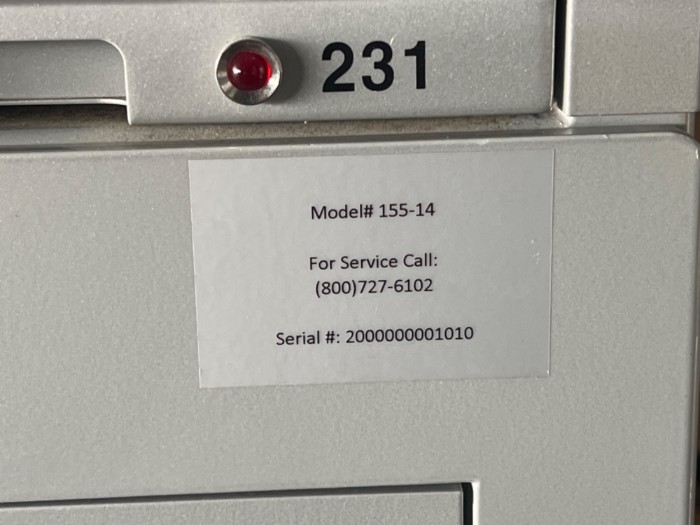 231
Model# 155-14
For Service Call:
(800)727-6102
Serial #: 2000000001010